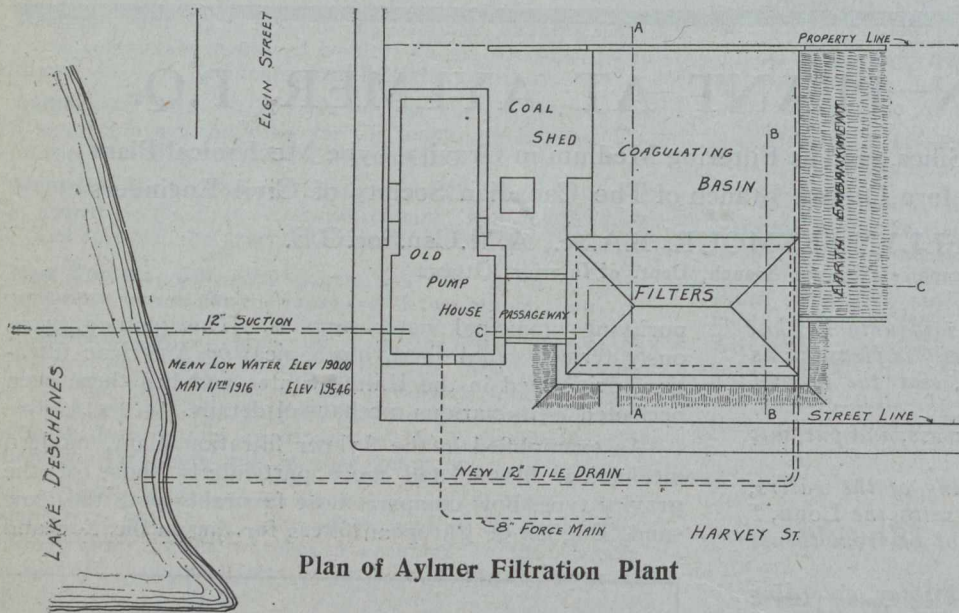 ELGIN STREET
A
PROPERTY LINE
COAL
SHED
COAGULATING
BASIN
B
EARTH EMBANKMENT
OLD
PUMP
HOUSE
PASSAGEWAY
FILTERS
C
C
12" SUCTION
MEAN LOW WATER ELEV 190.00
MAY 11TH 1916 ELEV 195.46
A
B
STREET LINE
LAKE DESCHENES
NEW 12" TILE DRAIN
8" FORCE MAIN
HARVEY ST.
Plan of Aylmer Filtration Plant